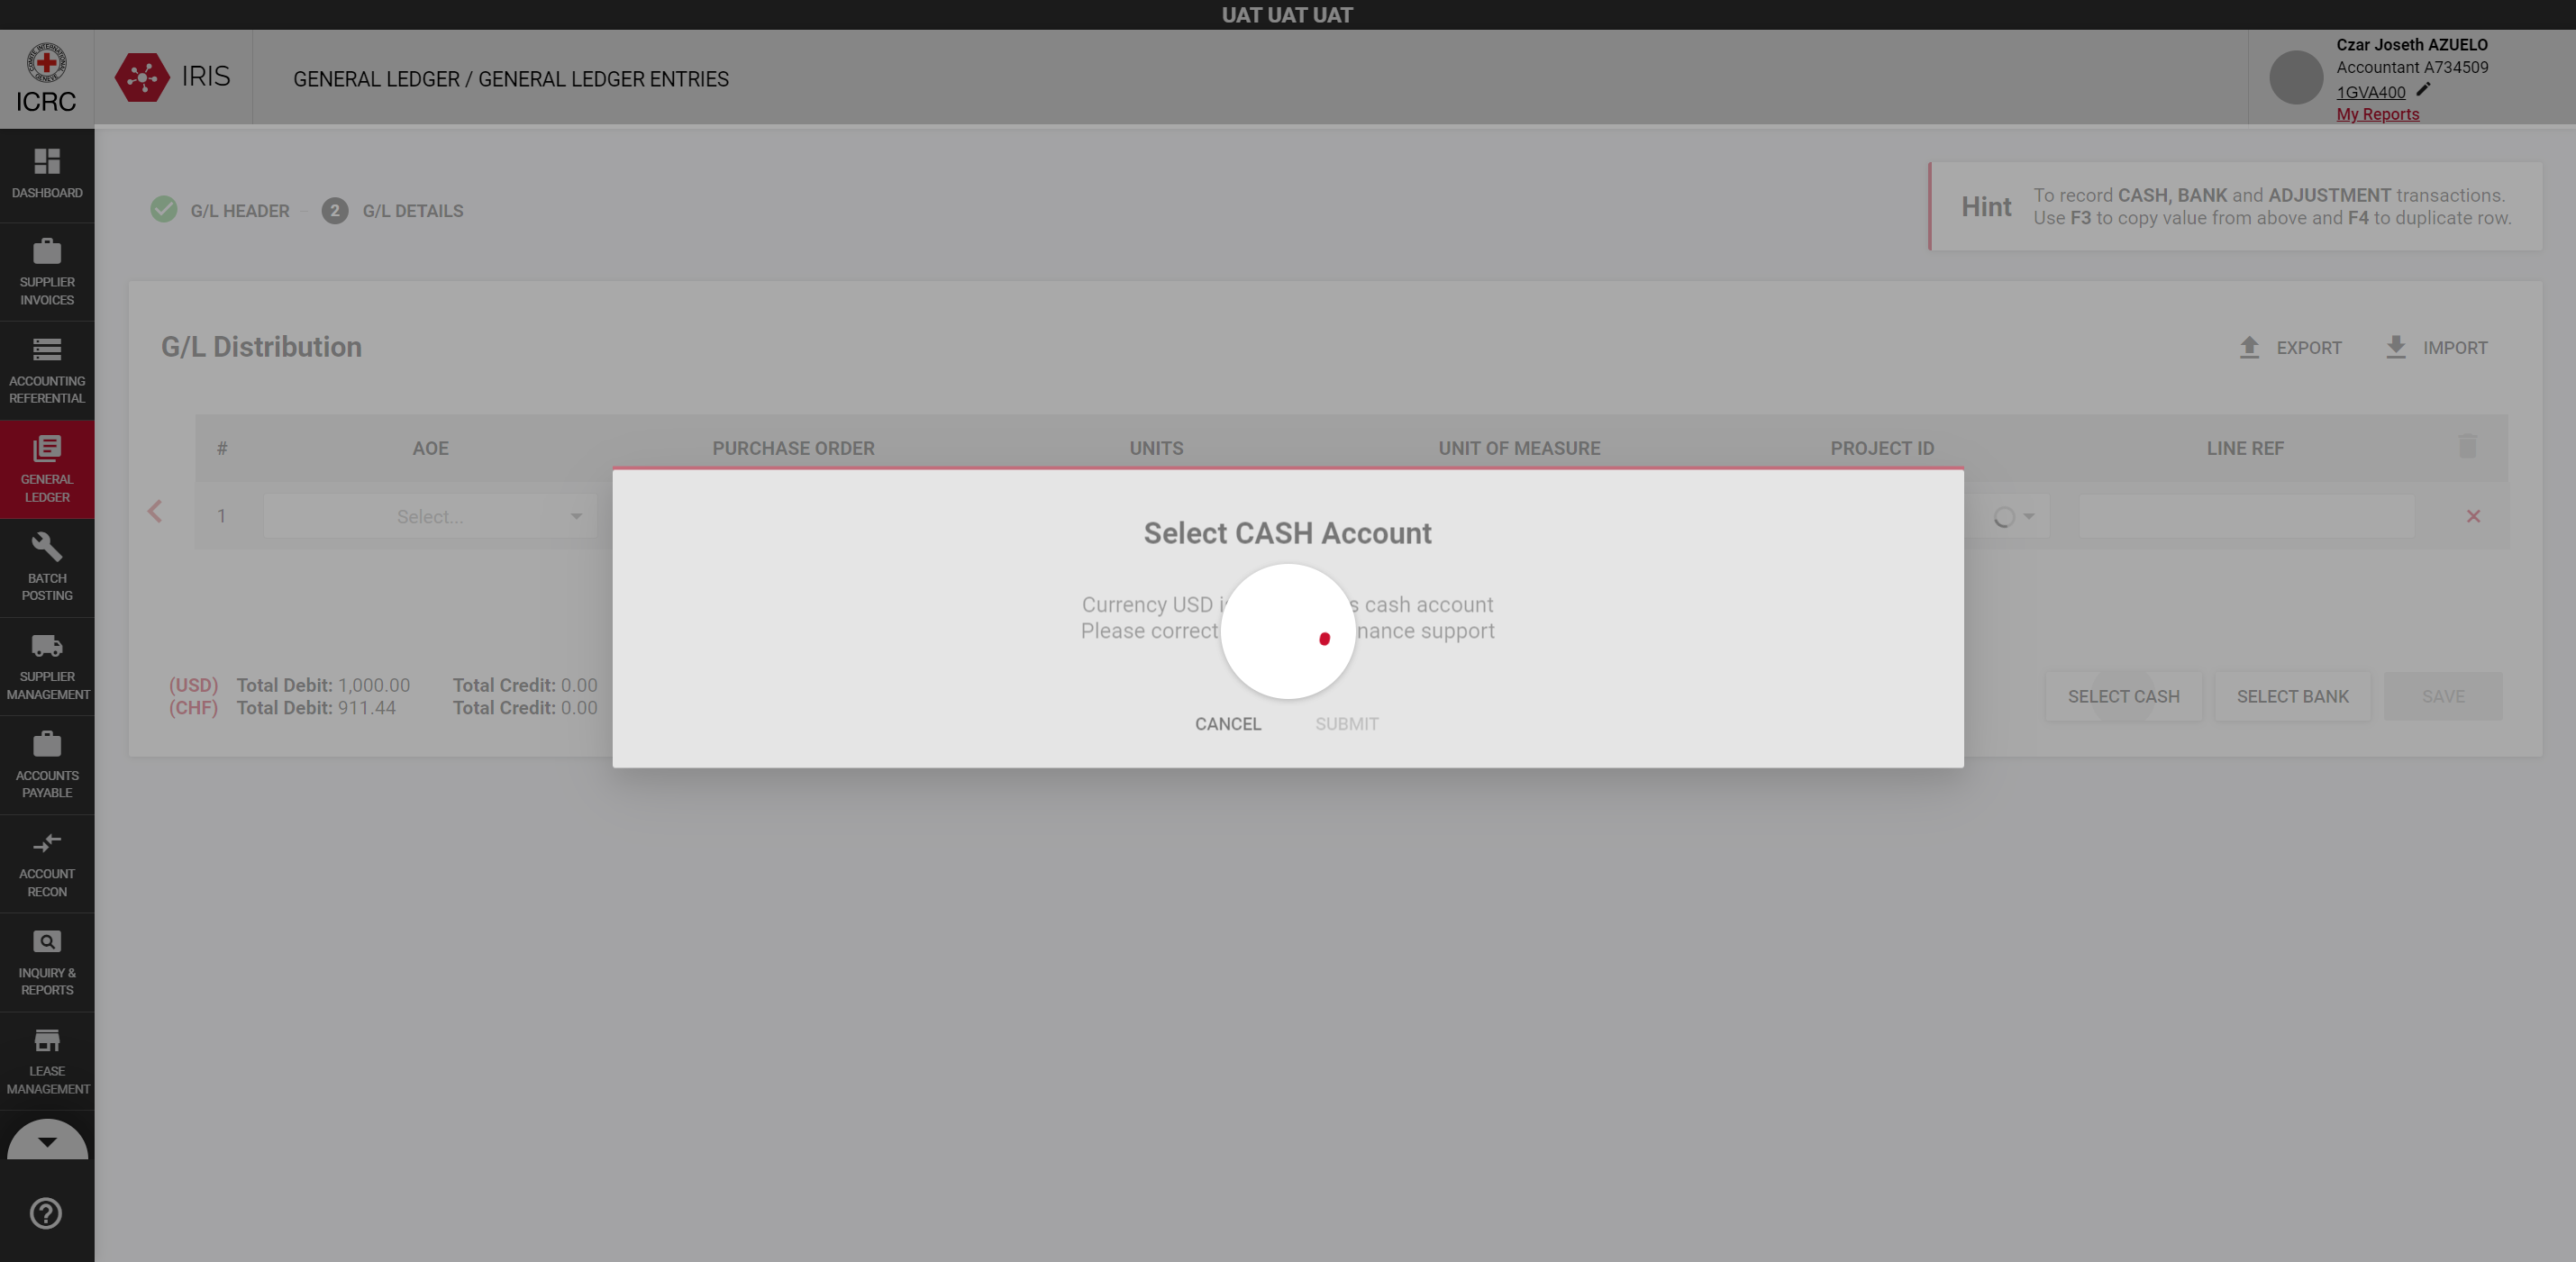 UAT UAT UAT
ICRC
IRIS
GENERAL LEDGER / GENERAL LEDGER ENTRIES
Czar Joseth AZUELO
Accountant A734509
1GVA400
My Reports
DASHBOARD
SUPPLIER
INVOICES
ACCOUNTING
REFERENTIAL
GENERAL
LEDGER
BATCH
POSTING
SUPPLIER
MANAGEMENT
ACCOUNTS
PAYABLE
ACCOUNT
RECON
INQUIRY &
REPORTS
LEASE
MANAGEMENT
G/L HEADER
2 G/L DETAILS
Hint
To record CASH, BANK and ADJUSTMENT transactions.
Use F3 to copy value from above and F4 to duplicate row.
G/L Distribution
EXPORT
IMPORT
# AOE PURCHASE ORDER UNITS UNIT OF MEASURE PROJECT ID LINE REF
1 Select...
Select CASH Account
Currency USD cash account
Please correct support
CANCEL SUBMIT
(USD) Total Debit: 1,000.00 Total Credit: 0.00
(CHF) Total Debit: 911.44 Total Credit: 0.00
SELECT CASH SELECT BANK SAVE